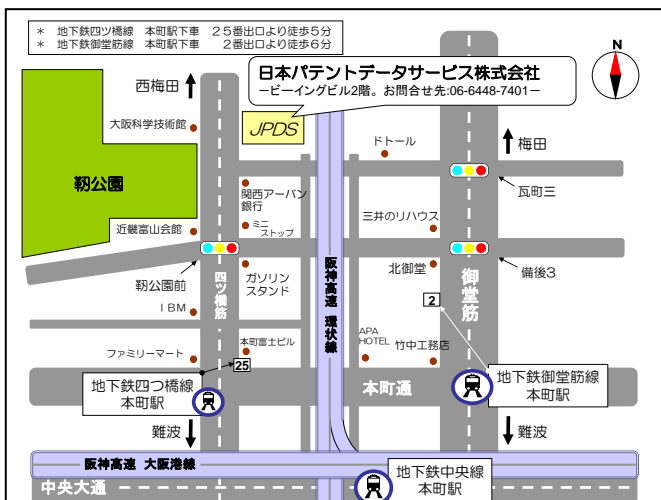 * 地下鉄四ツ橋線 本町駅下車 25番出口より徒歩5分
* 地下鉄御堂筋線 本町駅下車 2番出口より徒歩6分
N
日本パテントデータサービス株式会社
−ビーイングビル2階。お問合せ先:06-6448-7401−
西梅田
JPDS
大阪科学技術館
ドトール
梅田
靭公園
関西アーバン
銀行
瓦町三
近畿富山会館
ミニ
ストップ
三井のリハウス
靭公園前
四ツ橋筋
ガソリン
スタンド
阪神高速 環状線
北御堂
御堂筋
備後3
IBM
2
本町富士ビル
APA
HOTEL
竹中工務店
ファミリーマート
25
地下鉄四つ橋線
本町駅
本町通
地下鉄御堂筋線
本町駅
難波
難波
阪神高速 大阪港線
地下鉄中央線
本町駅
中央大通